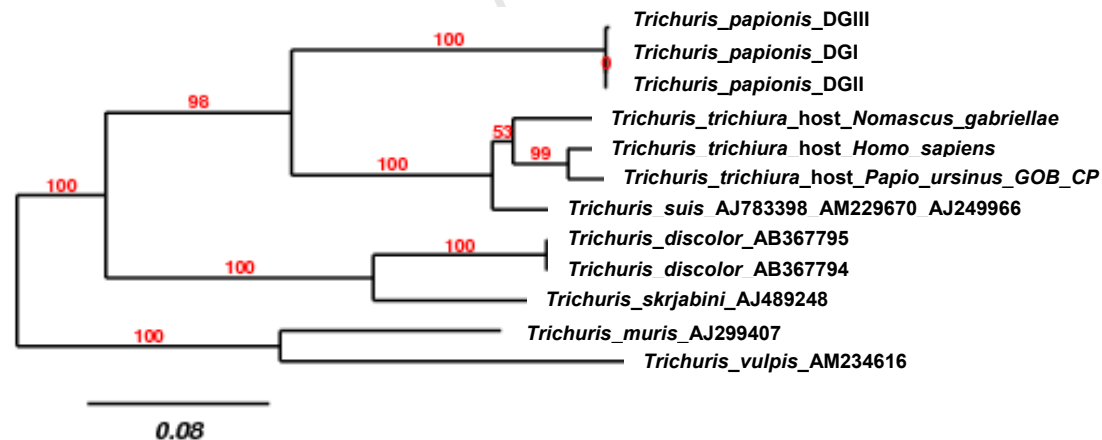 Trichuris_papionis_DGIII
100
Trichuris_papionis_DGI
0
Trichuris_papionis_DGII
98
Trichuris_trichiura_host_Nomascus_gabriellae
53
Trichuris_trichiura_host_Homo_sapiens
99
100
Trichuris_trichiura_host_Papio_ursinus_GOB_CP
100
Trichuris_suis_AJ783398_AM229670_AJ249966
Trichuris_discolor_AB367795
100
100
Trichuris_discolor_AB367794
Trichuris_skrjabini_AJ489248
100
Trichuris_muris_AJ299407
Trichuris_vulpis_AM234616
0.08